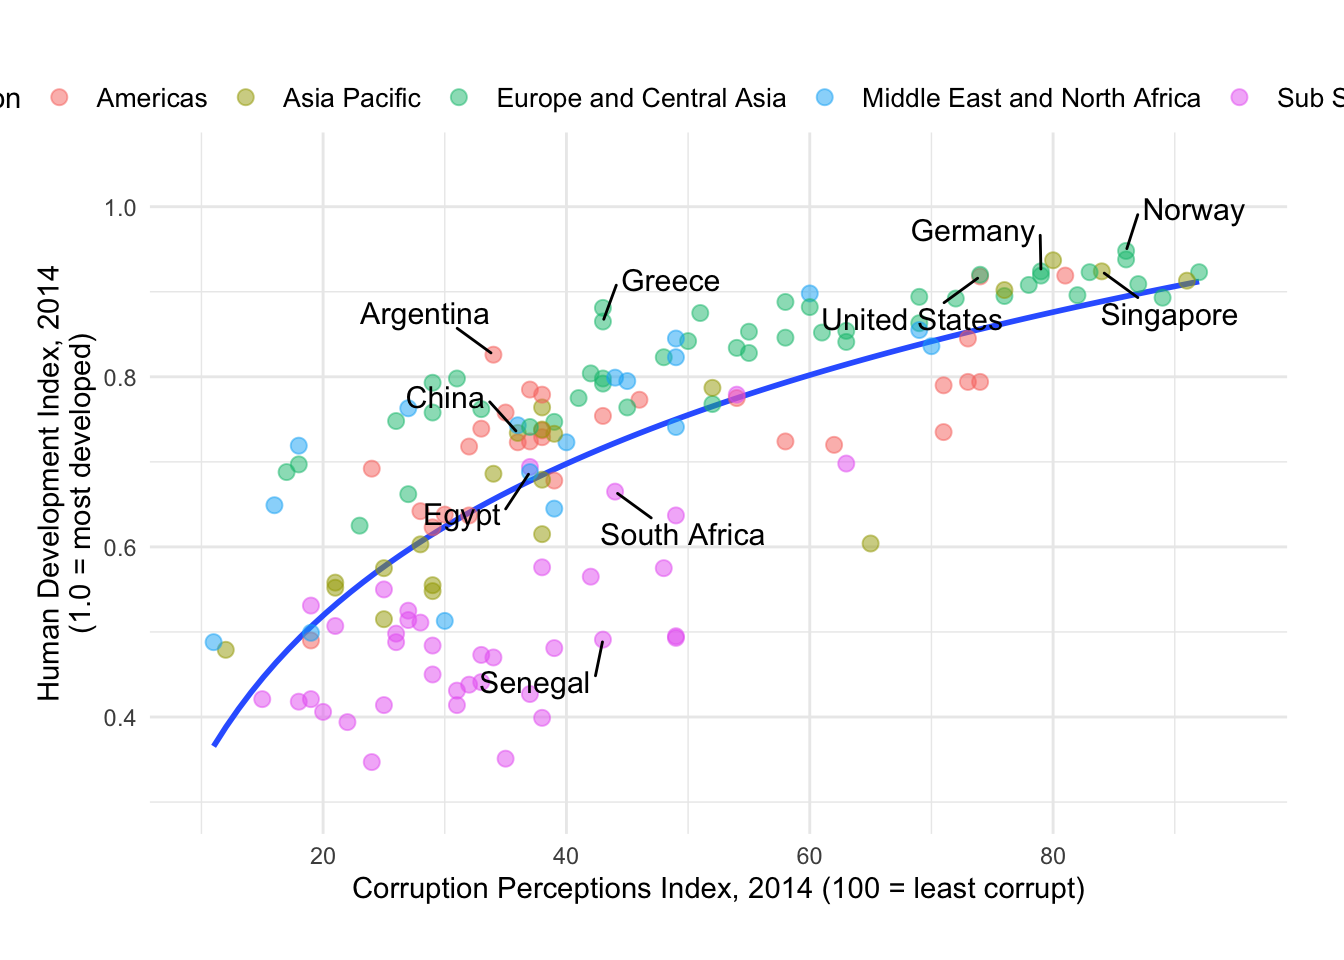 on Americas Asia Pacific Europe and Central Asia Middle East and North Africa Sub S
Human Development Index, 2014
(1.0 = most developed)
1.0
0.8
0.6
0.4
Norway
Germany
Greece
Argentina
United States
Singapore
China
Egypt
South Africa
Senegal
20 40 60 80
Corruption Perceptions Index, 2014 (100 = least corrupt)